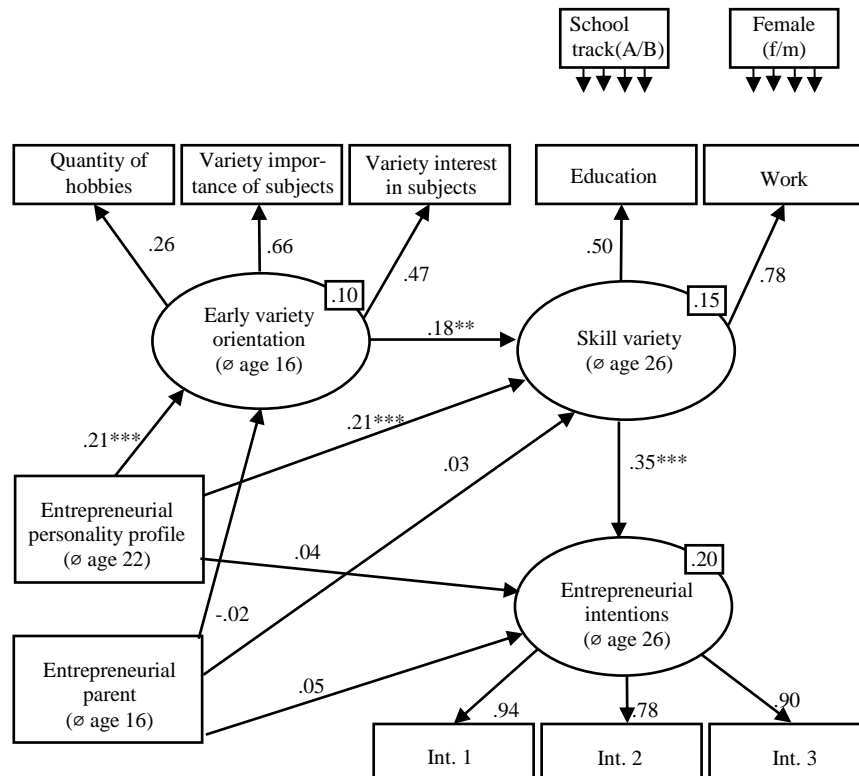 School
track(A/B)
Female
(f/m)
Quantity of
hobbies
Variety impor-
tance of subjects
Variety interest
in subjects
Education
Work
.26
.66
.47
.50
.78
.10
.15
Early variety
orientation
(ø age 16)
.18**
Skill variety
(ø age 26)
.21***
.21***
.03
.35***
Entrepreneurial
personality profile
(ø age 22)
.04
.20
-.02
Entrepreneurial
intentions
(ø age 26)
Entrepreneurial
parent
(ø age 16)
.05
.94
.78
.90
Int. 1
Int. 2
Int. 3